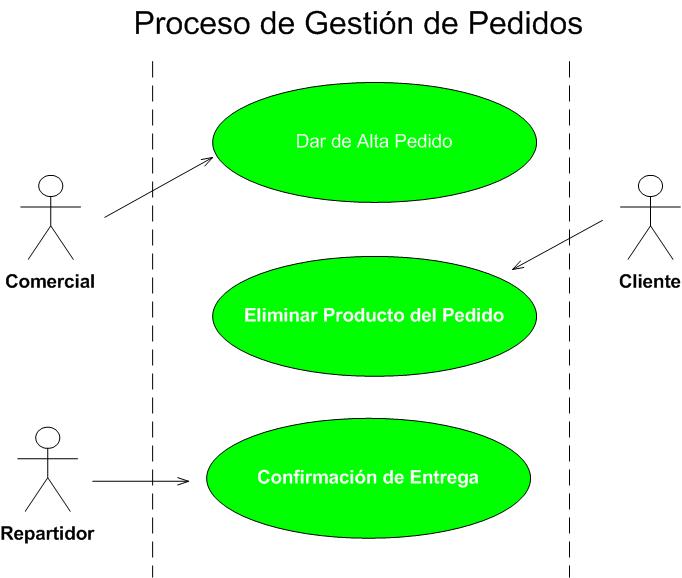 Proceso de Gestión de Pedidos
Dar de Alta Pedido
Comercial
Cliente
Eliminar Producto del Pedido
Confirmación de Entrega
Repartidor